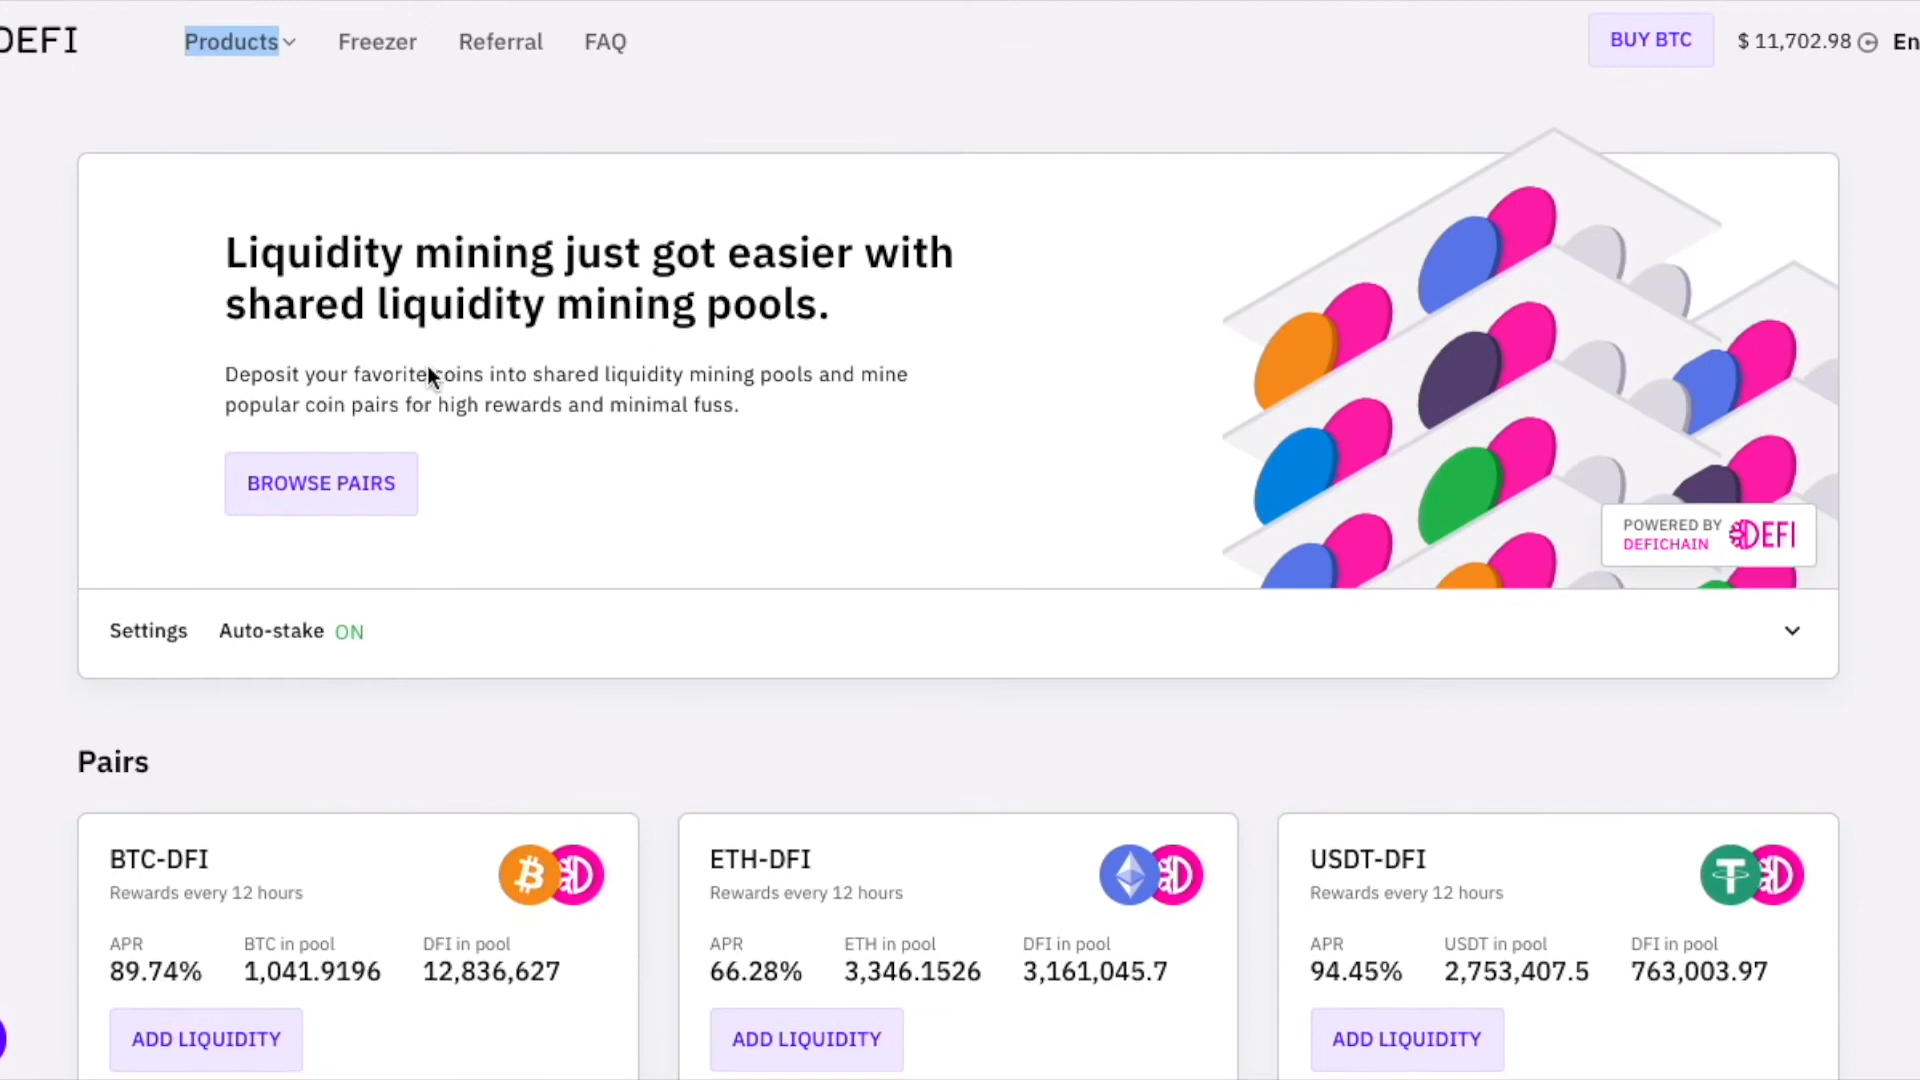 DEFI
Products
Freezer
Referral
FAQ
BUY BTC
$ 11,702.98
En
Liquidity mining just got easier with
shared liquidity mining pools.
Deposit your favorite coins into shared liquidity mining pools and mine
popular coin pairs for high rewards and minimal fuss.
BROWSE PAIRS
POWERED BY
DEFICHAIN
DEFI
Settings
Auto-stake ON
Pairs
BTC-DFI
Rewards every 12 hours
APR
BTC in pool
DFI in pool
89.74%
1,041.9196
12,836,627
ADD LIQUIDITY
ETH-DFI
Rewards every 12 hours
APR
ETH in pool
DFI in pool
66.28%
3,346.1526
3,161,045.7
ADD LIQUIDITY
USDT-DFI
Rewards every 12 hours
APR
USDT in pool
DFI in pool
94.45%
2,753,407.5
763,003.97
ADD LIQUIDITY